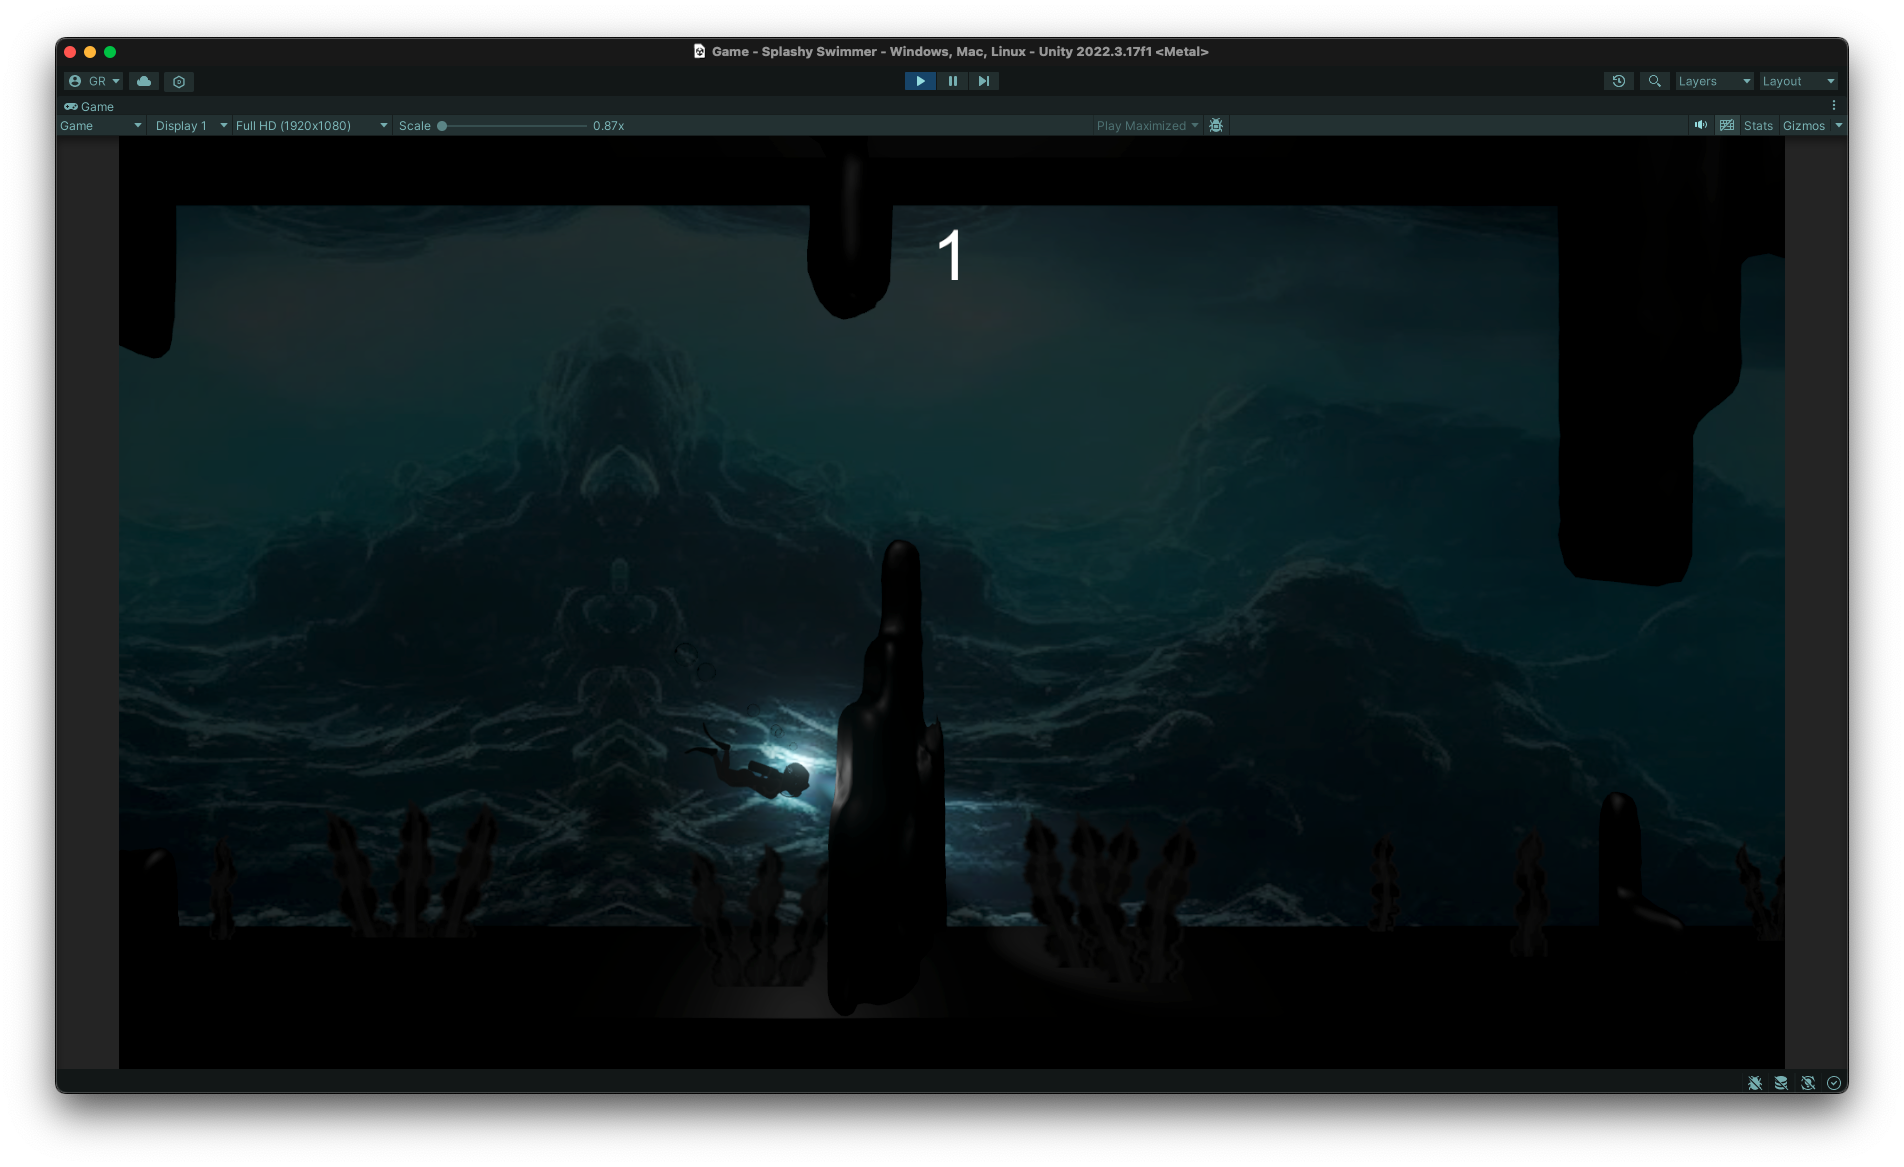 Game - Splashy Swimmer - Windows, Mac, Linux - Unity 2022.3.17f1 <Metal>
GR
Layers
Layout
Game
Game
Display 1
Full HD (1920x1080)
Scale
0.87x
Play Maximized
Stats
Gizmos
1